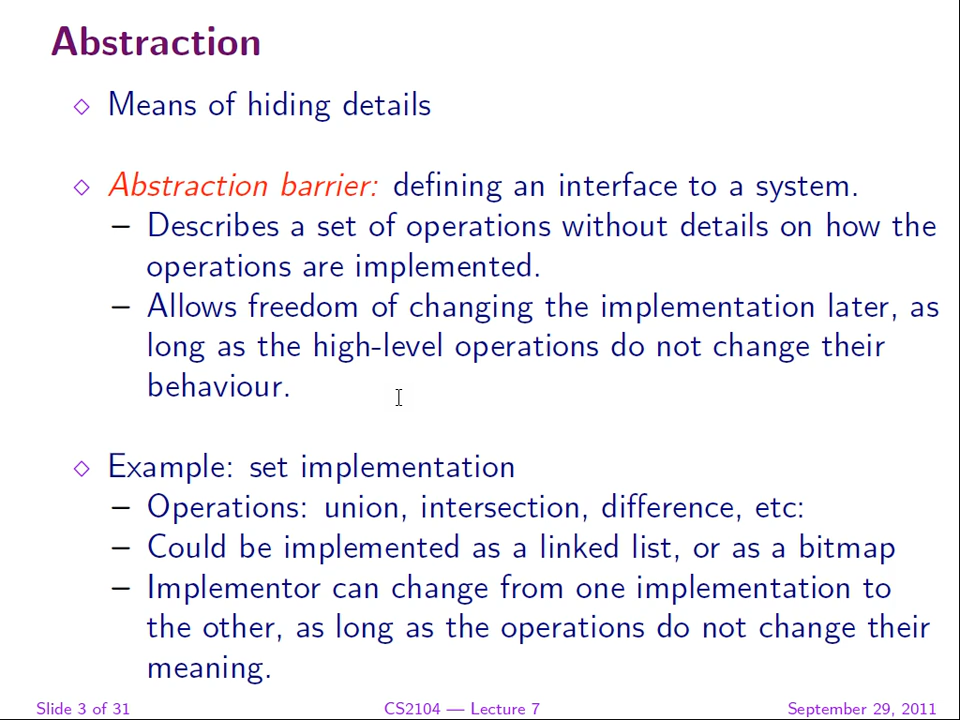 Abstraction
◇ Means of hiding details
◇ Abstraction barrier: defining an interface to a system.
– Describes a set of operations without details on how the
operations are implemented.
– Allows freedom of changing the implementation later, as
long as the high-level operations do not change their
behaviour.
◇ Example: set implementation
– Operations: union, intersection, difference, etc:
– Could be implemented as a linked list, or as a bitmap
– Implementor can change from one implementation to
the other, as long as the operations do not change their
meaning.
Slide 3 of 31 CS2104 — Lecture 7 September 29, 2011